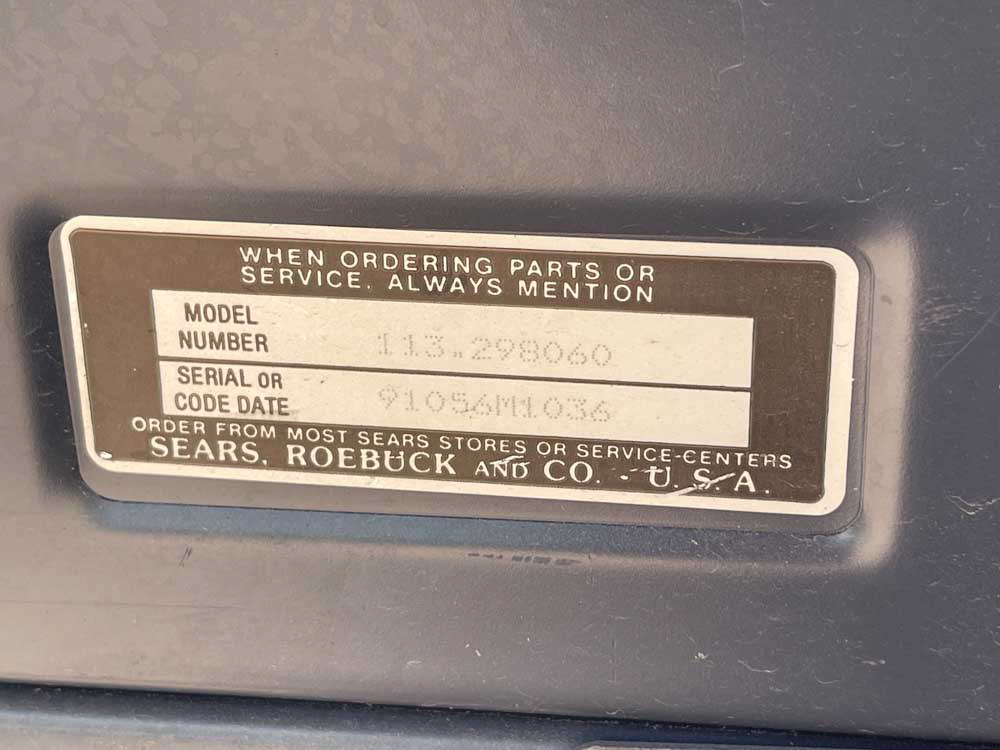 WHEN ORDERING PARTS OR
SERVICE. ALWAYS MENTION
MODEL
NUMBER 113.298060
SERIAL OR
CODE DATE 91056M1036
ORDER FROM MOST SEARS STORES OR SERVICE-CENTERS
SEARS, ROEBUCK AND CO. · U. S. A.